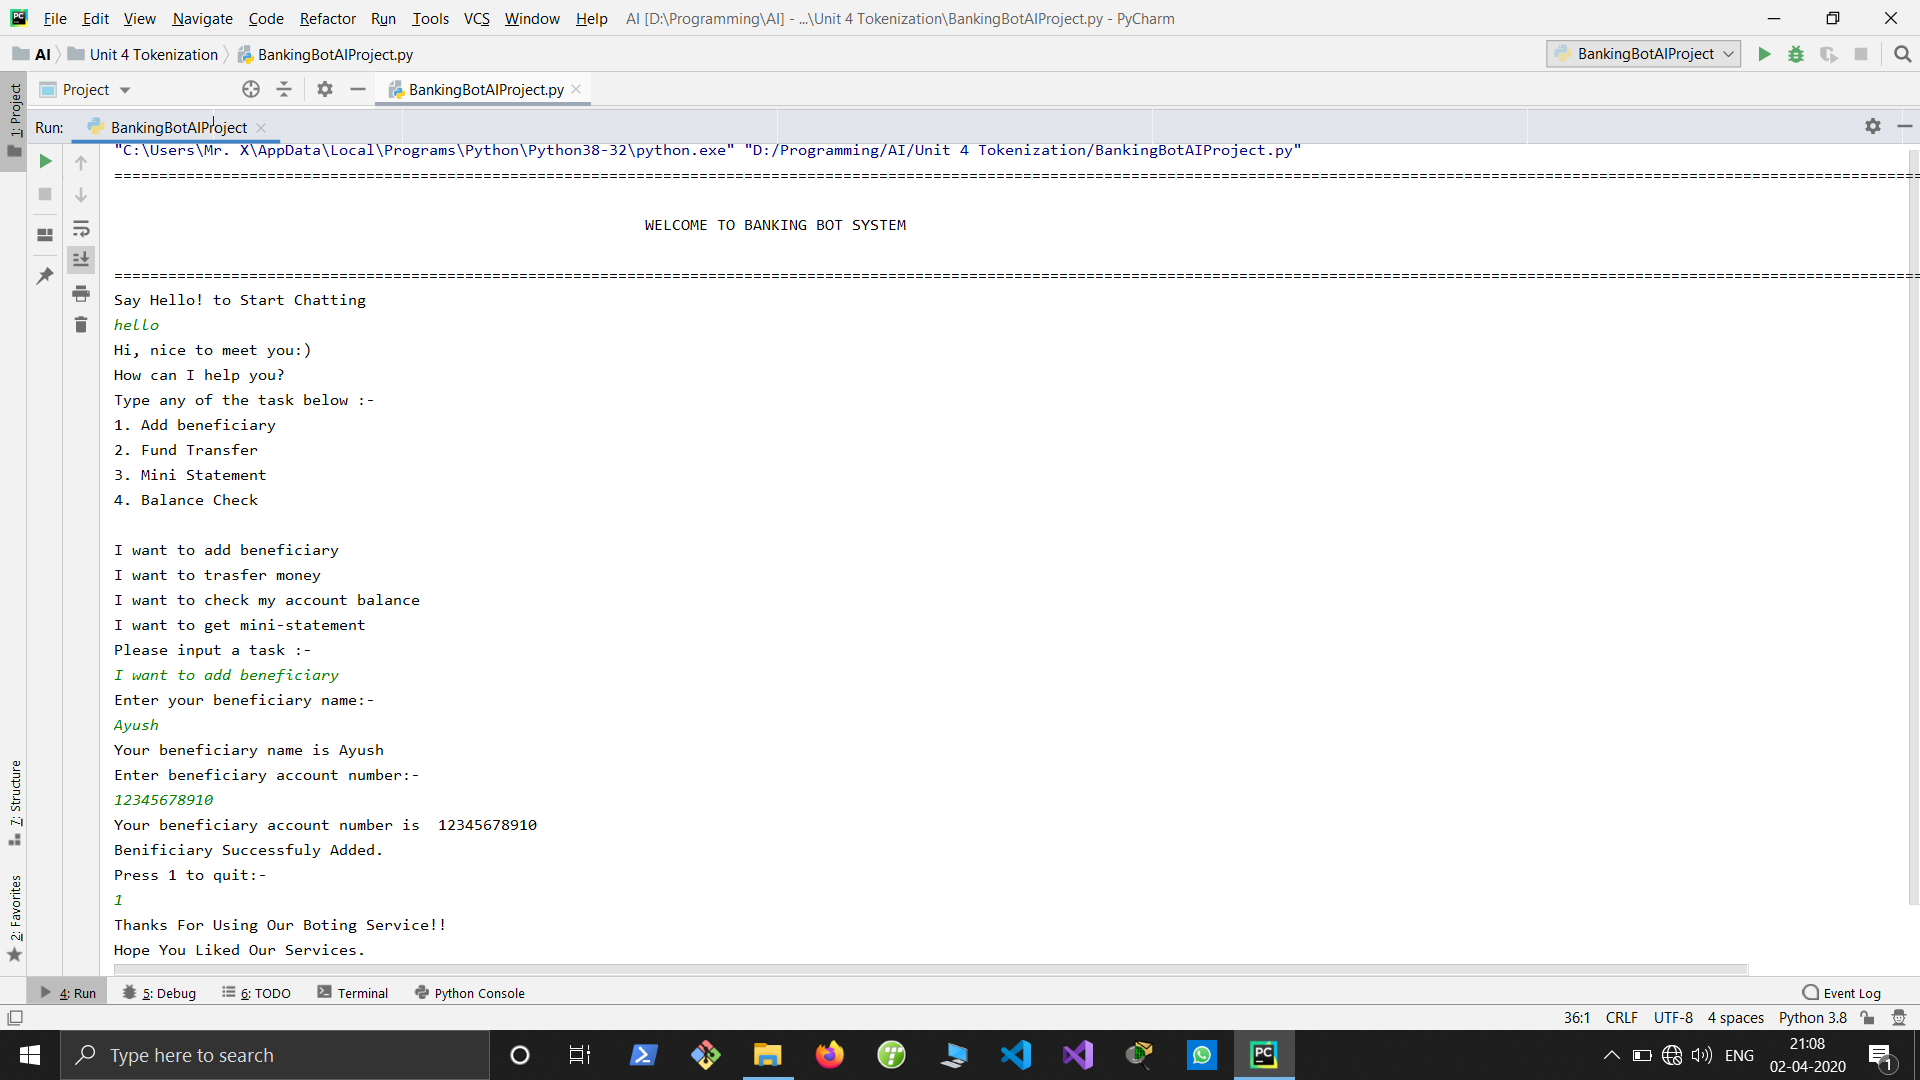 File Edit View Navigate Code Refactor Run Tools VCS Window Help AI [D:\Programming\AI] - ...\Unit 4 Tokenization\BankingBotAIProject.py - PyCharm
AI Unit 4 Tokenization BankingBotAIProject.py BankingBotAIProject
1: Project
Project BankingBotAIProject.py
Run: BankingBotAIProject
"C:\Users\Mr. X\AppData\Local\Programs\Python\Python38-32\python.exe" "D:/Programming/AI/Unit 4 Tokenization/BankingBotAIProject.py"
========================================================================================================================================================================================================
WELCOME TO BANKING BOT SYSTEM
========================================================================================================================================================================================================
Say Hello! to Start Chatting
hello
Hi, nice to meet you:)
How can I help you?
Type any of the task below :-
1. Add beneficiary
2. Fund Transfer
3. Mini Statement
4. Balance Check
I want to add beneficiary
I want to trasfer money
I want to check my account balance
I want to get mini-statement
Please input a task :-
I want to add beneficiary
Enter your beneficiary name:-
Ayush
Your beneficiary name is Ayush
Enter beneficiary account number:-
12345678910
Your beneficiary account number is  12345678910
Benificiary Successfuly Added.
Press 1 to quit:-
1
Thanks For Using Our Boting Service!!
Hope You Liked Our Services.
7: Structure
2: Favorites
4: Run 5: Debug 6: TODO Terminal Python Console Event Log
36:1 CRLF UTF-8 4 spaces Python 3.8
Type here to search
ENG
21:08
02-04-2020
1